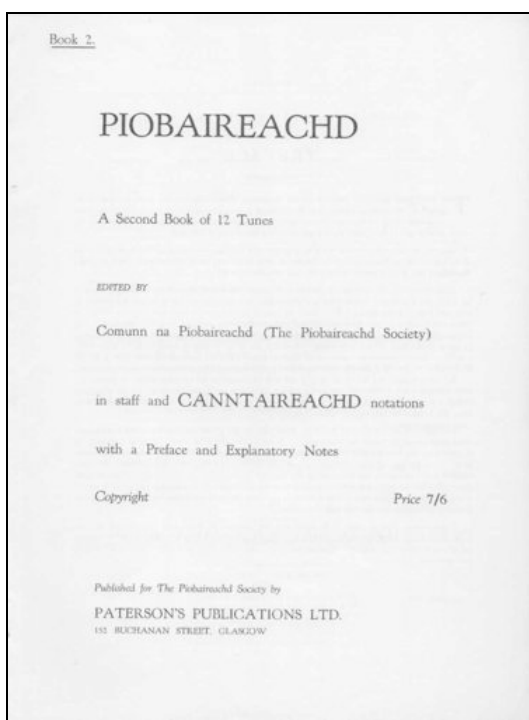 Book 2.
PIOBAIREACHD
A Second Book of 12 Tunes
EDITED BY
Comunn na Piobaireachd (The Piobaireachd Society)
in staff and CANNTAIREACHD notations
with a Preface and Explanatory Notes
Copyright Price 7/6
Published for The Piobaireachd Society by
PATERSON'S PUBLICATIONS LTD.
152 BUCHANAN STREET, GLASGOW